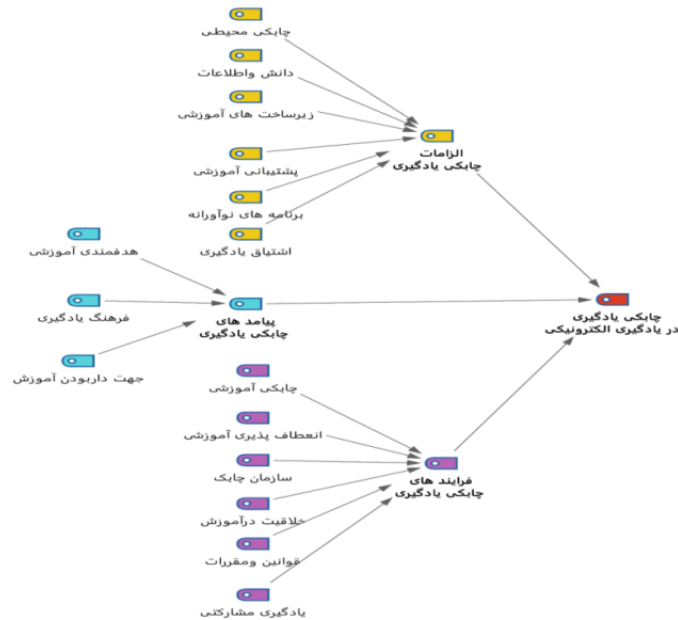 چابکی محیطی
دانش واطلاعات
زیرساخت های آموزشی
پشتیبانی آموزشی
برنامه های نوآورانه
اشتیاق یادگیری
الزامات
چابکی یادگیری
هدفمندی آموزشی
فرهنگ یادگیری
جهت داربودن آموزش
پیامد های
چابکی یادگیری
چابکی یادگیری
در یادگیری الکترونیکی
چابکی آموزشی
انعطاف پذیری آموزشی
سازمان چابک
خلاقیت درآموزش
قوانین ومقررات
یادگیری مشارکتی
فرایند های
چابکی یادگیری